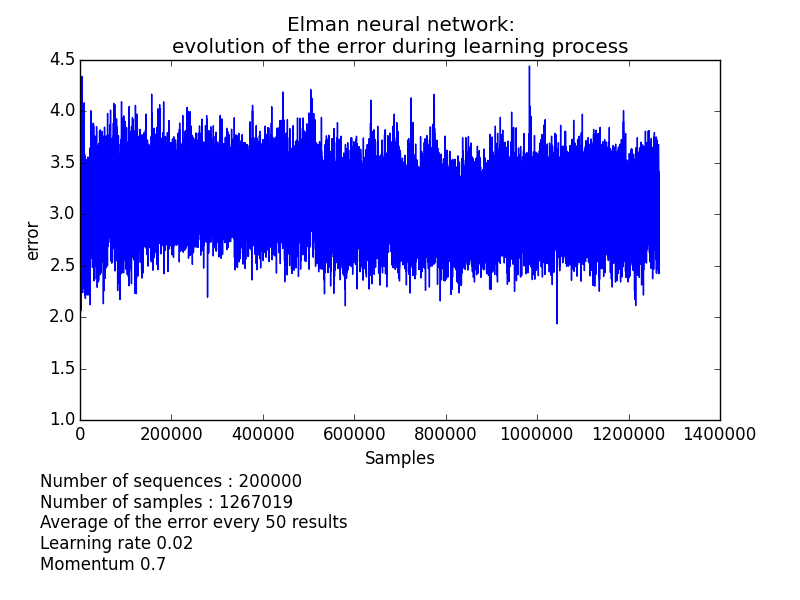 Elman neural network:
evolution of the error during learning process
4.5
4.0
3.5
3.0
2.5
2.0
1.5
1.0
error
0 200000 400000 600000 800000 1000000 1200000 1400000
Samples
Number of sequences : 200000
Number of samples : 1267019
Average of the error every 50 results
Learning rate 0.02
Momentum 0.7